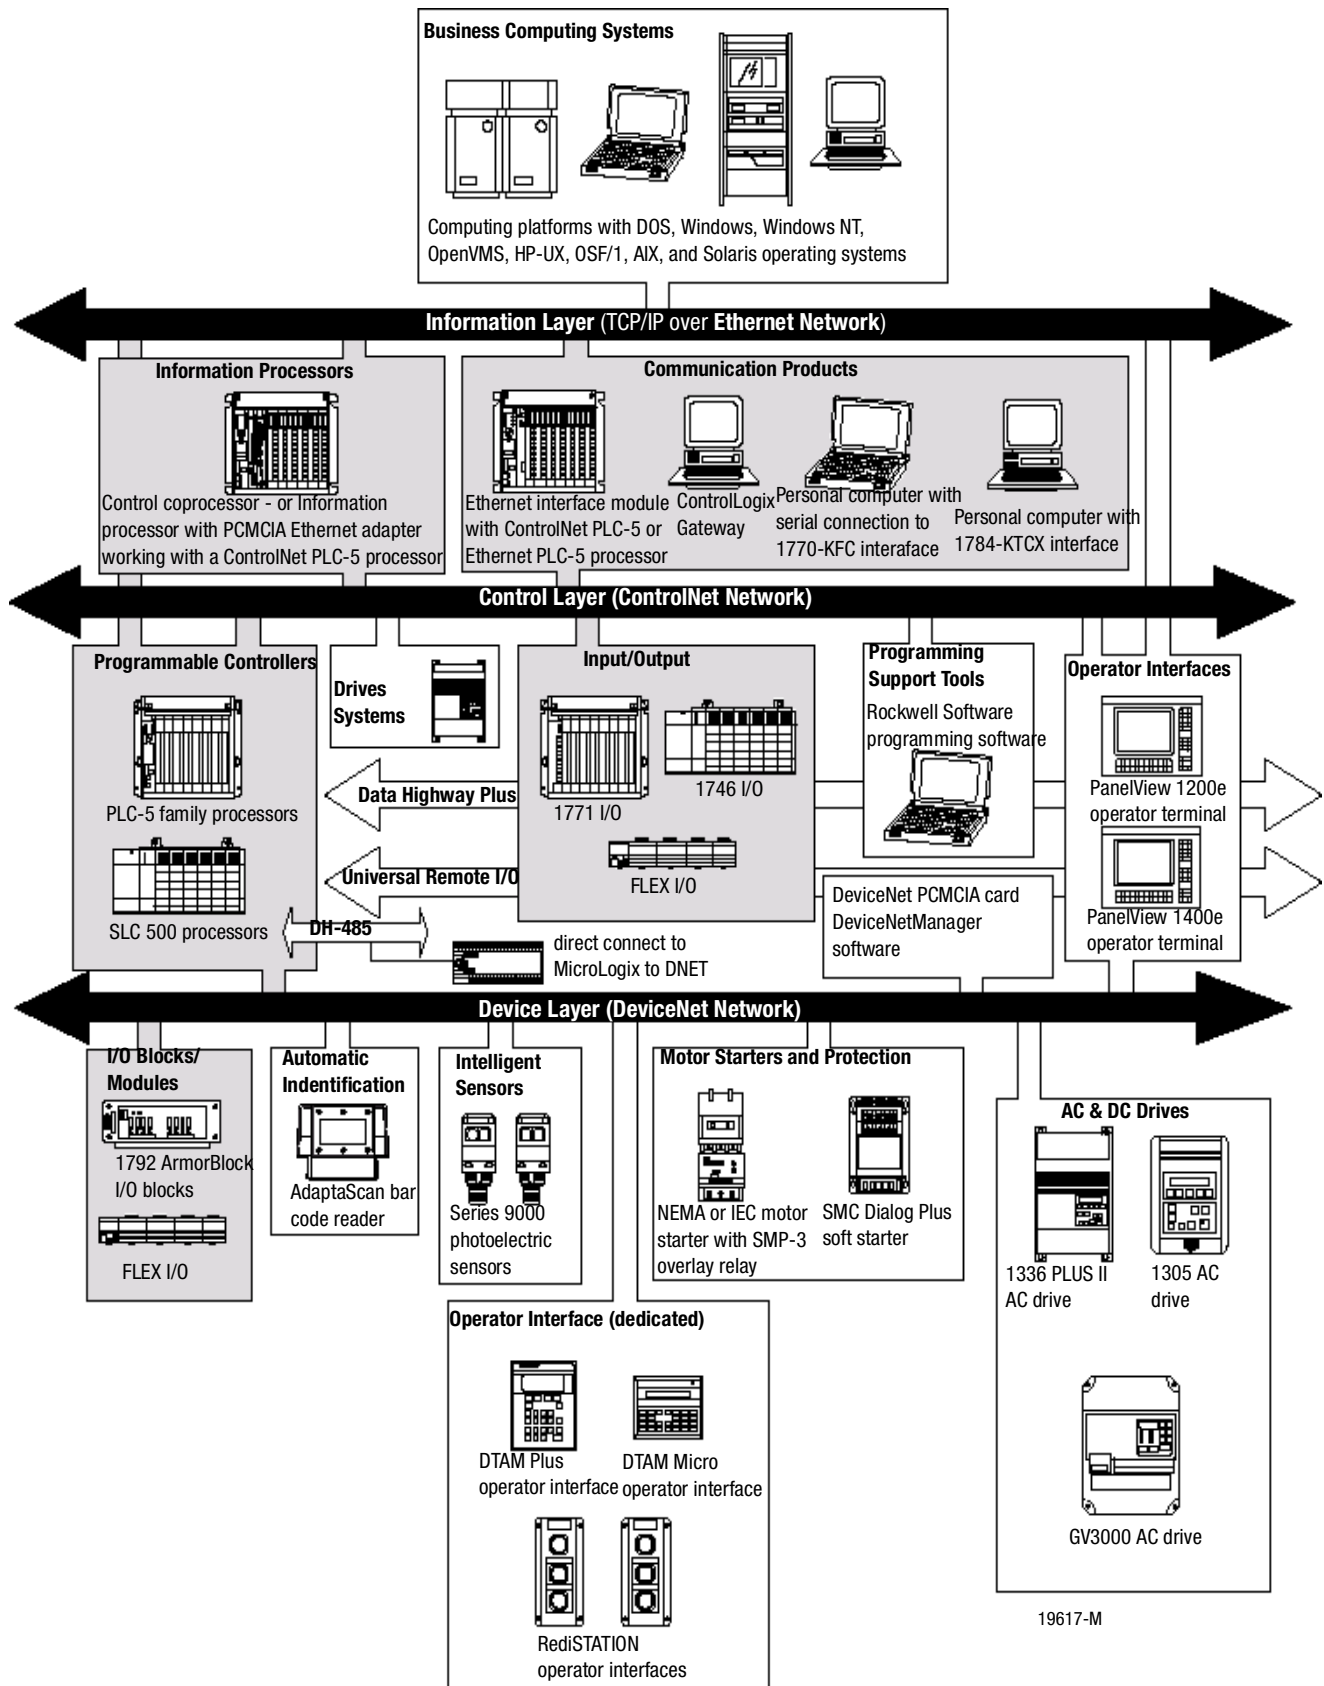 Business Computing Systems
Computing platforms with DOS, Windows, Windows NT,
OpenVMS, HP-UX, OSF/1, AIX, and Solaris operating systems
Information Layer (TCP/IP over Ethernet Network)
Information Processors
Control coprocessor - or Information
processor with PCMCIA Ethernet adapter
working with a ControlNet PLC-5 processor
Communication Products
Ethernet interface module
with ControlNet PLC-5 or
Ethernet PLC-5 processor
ControlLogix
Gateway
Personal computer with
serial connection to
1770-KFC interaface
Personal computer with
1784-KTCX interface
Control Layer (ControlNet Network)
Programmable Controllers
PLC-5 family processors
SLC 500 processors
Drives
Systems
Input/Output
1771 I/O
1746 I/O
FLEX I/O
Programming
Support Tools
Rockwell Software
programming software
Operator Interfaces
PanelView 1200e
operator terminal
PanelView 1400e
operator terminal
Data Highway Plus
Universal Remote I/O
DH-485
direct connect to
MicroLogix to DNET
DeviceNet PCMCIA card
DeviceNetManager
software
Device Layer (DeviceNet Network)
I/O Blocks/
Modules
1792 ArmorBlock
I/O blocks
FLEX I/O
Automatic
Indentification
AdaptaScan bar
code reader
Intelligent
Sensors
Series 9000
photoelectric
sensors
Motor Starters and Protection
NEMA or IEC motor
starter with SMP-3
overlay relay
SMC Dialog Plus
soft starter
AC & DC Drives
1336 PLUS II
AC drive
1305 AC
drive
GV3000 AC drive
Operator Interface (dedicated)
DTAM Plus
operator interface
DTAM Micro
operator interface
RediSTATION
operator interfaces
19617-M